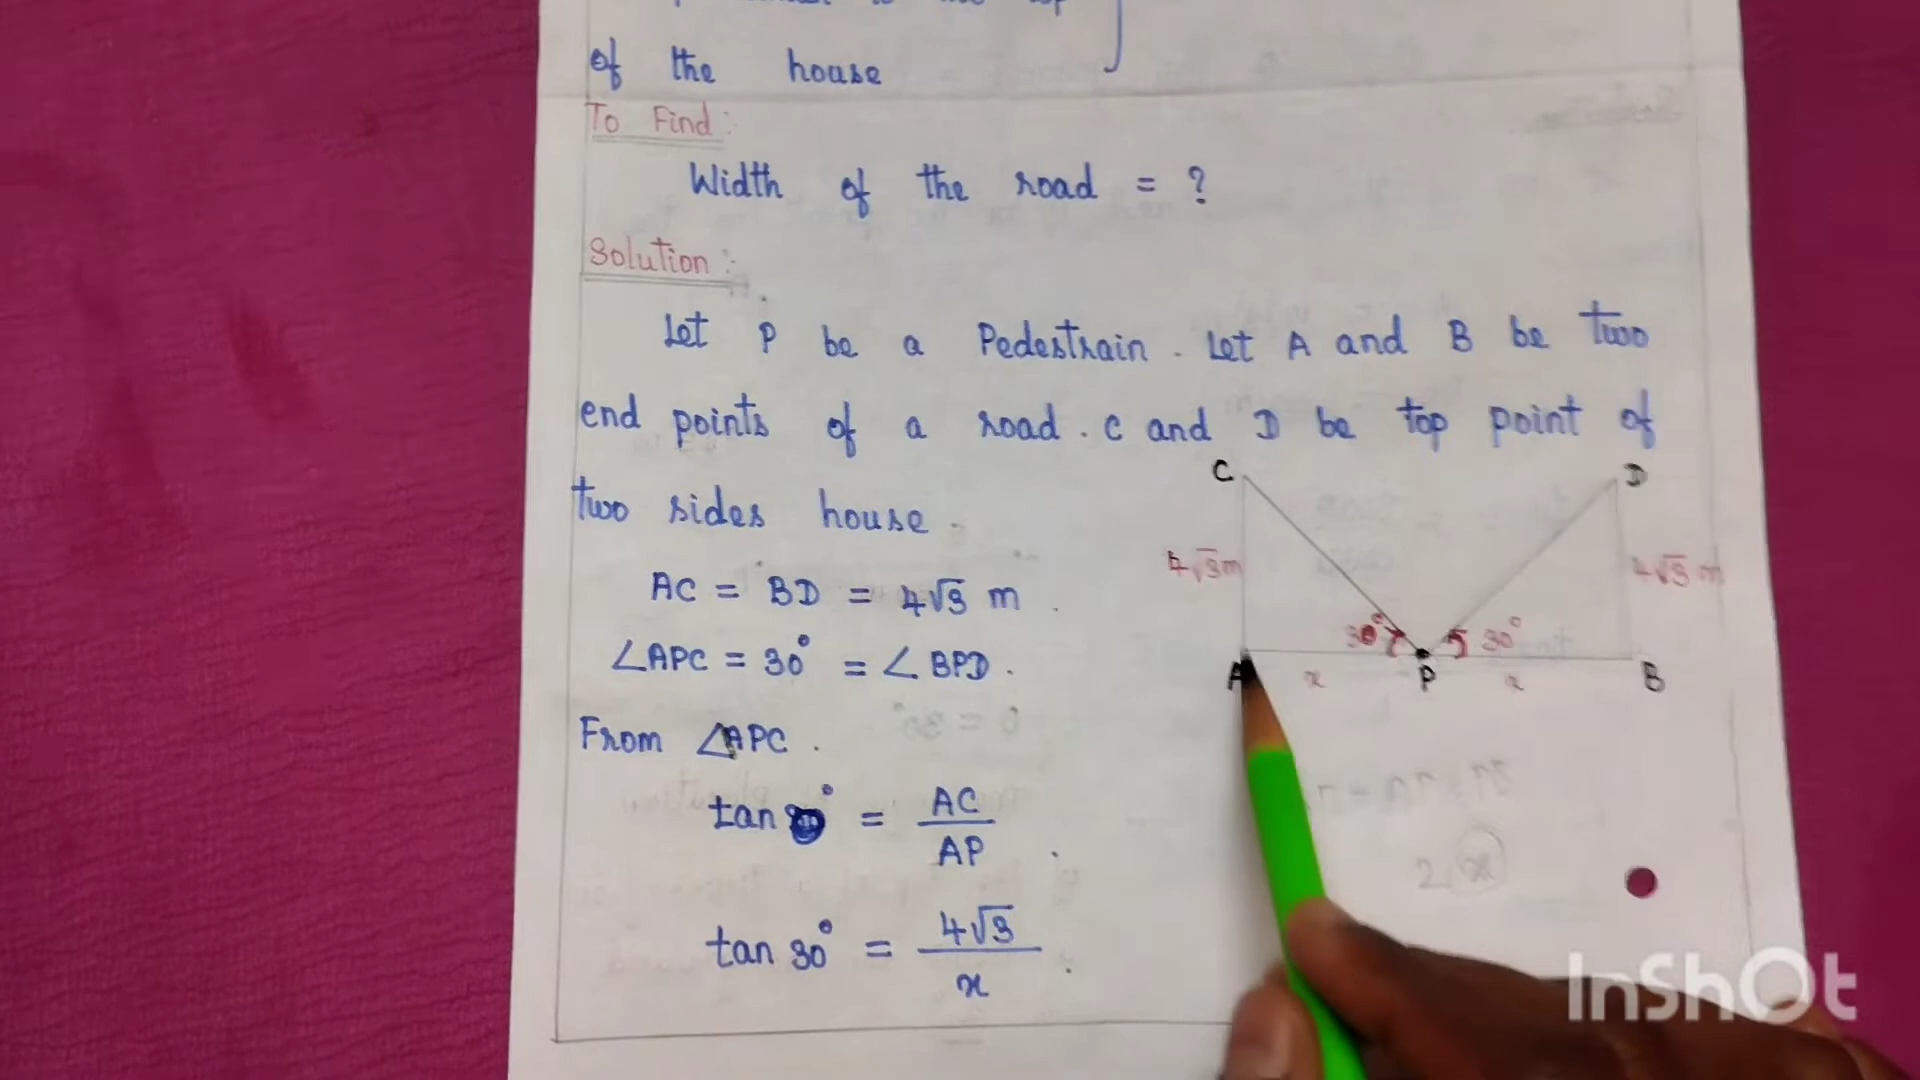 of the house
To Find:
Width of the road = ?
Solution:
Let P be a Pedestrain. Let A and B be two
end points of a road. C and D be top point of
two sides house.
C
D
4√3m
4√3 m
30°
30°
A
x
P
x
B
AC = BD = 4√3 m.
∠APC = 30° = ∠BPD.
From ∠APC.
tan ° = AC/AP.
tan 30° = 4√3/x.
InShOt